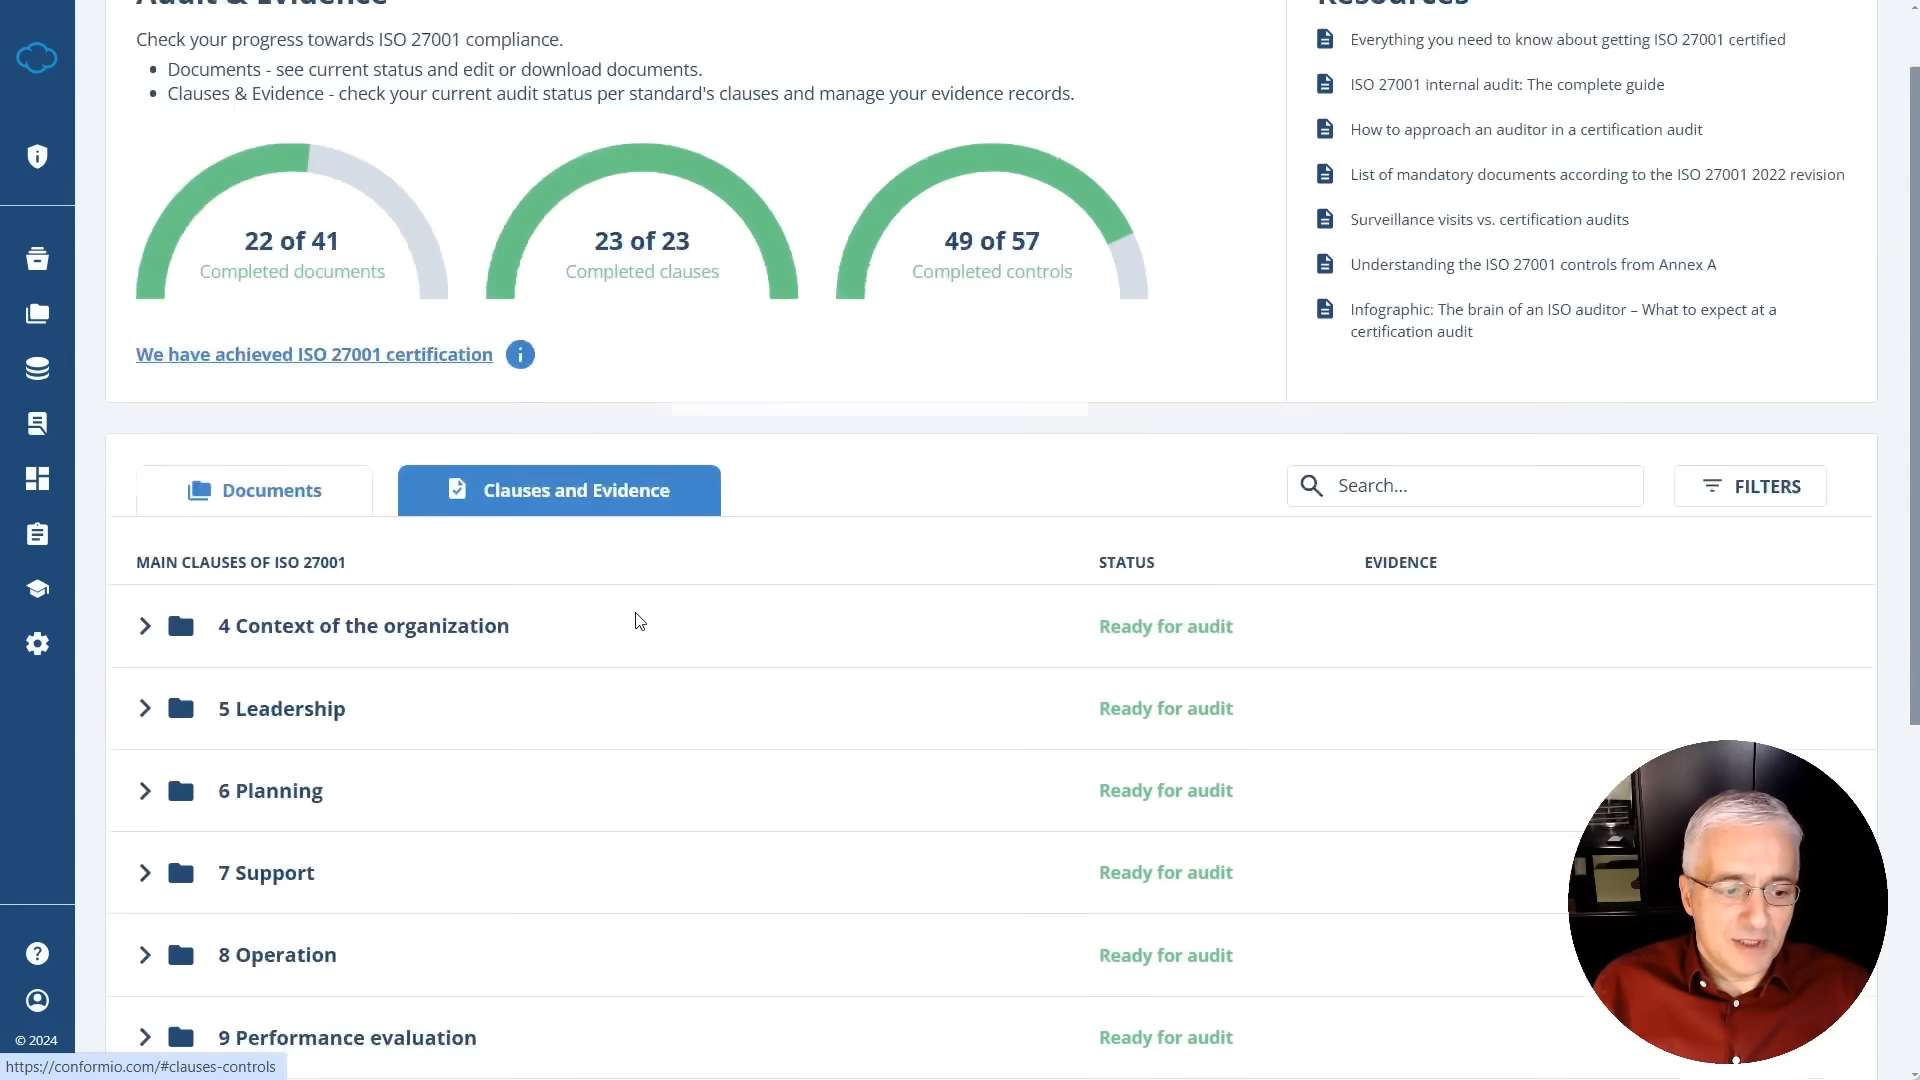 Audit & Evidence
Check your progress towards ISO 27001 compliance.
Documents - see current status and edit or download documents.
Clauses & Evidence - check your current audit status per standard's clauses and manage your evidence records.
22 of 41
Completed documents
23 of 23
Completed clauses
49 of 57
Completed controls
We have achieved ISO 27001 certification
Resources
Everything you need to know about getting ISO 27001 certified
ISO 27001 internal audit: The complete guide
How to approach an auditor in a certification audit
List of mandatory documents according to the ISO 27001 2022 revision
Surveillance visits vs. certification audits
Understanding the ISO 27001 controls from Annex A
Infographic: The brain of an ISO auditor – What to expect at a
certification audit
Documents
Clauses and Evidence
Search...
FILTERS
MAIN CLAUSES OF ISO 27001 STATUS EVIDENCE
4 Context of the organization Ready for audit
5 Leadership Ready for audit
6 Planning Ready for audit
7 Support Ready for audit
8 Operation Ready for audit
9 Performance evaluation Ready for audit
© 2024
https://conformio.com/#clauses-controls